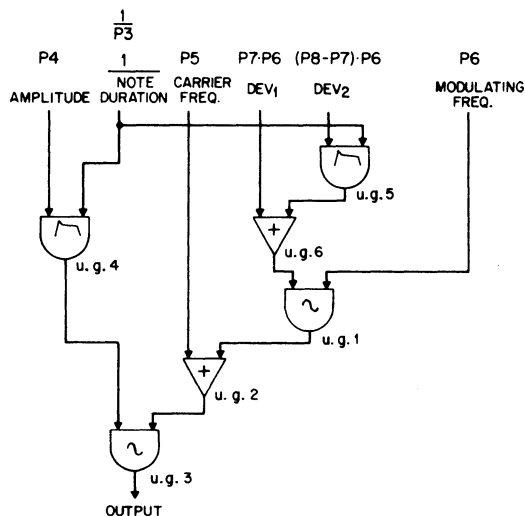 1
P3
P4 P5 P7·P6 (P8-P7)·P6 P6
1
AMPLITUDE NOTE DURATION CARRIER FREQ. DEV1 DEV2 MODULATING FREQ.
u.g.5
+
u.g.6
u.g.4
u.g.1
+
u.g.2
u.g.3
OUTPUT